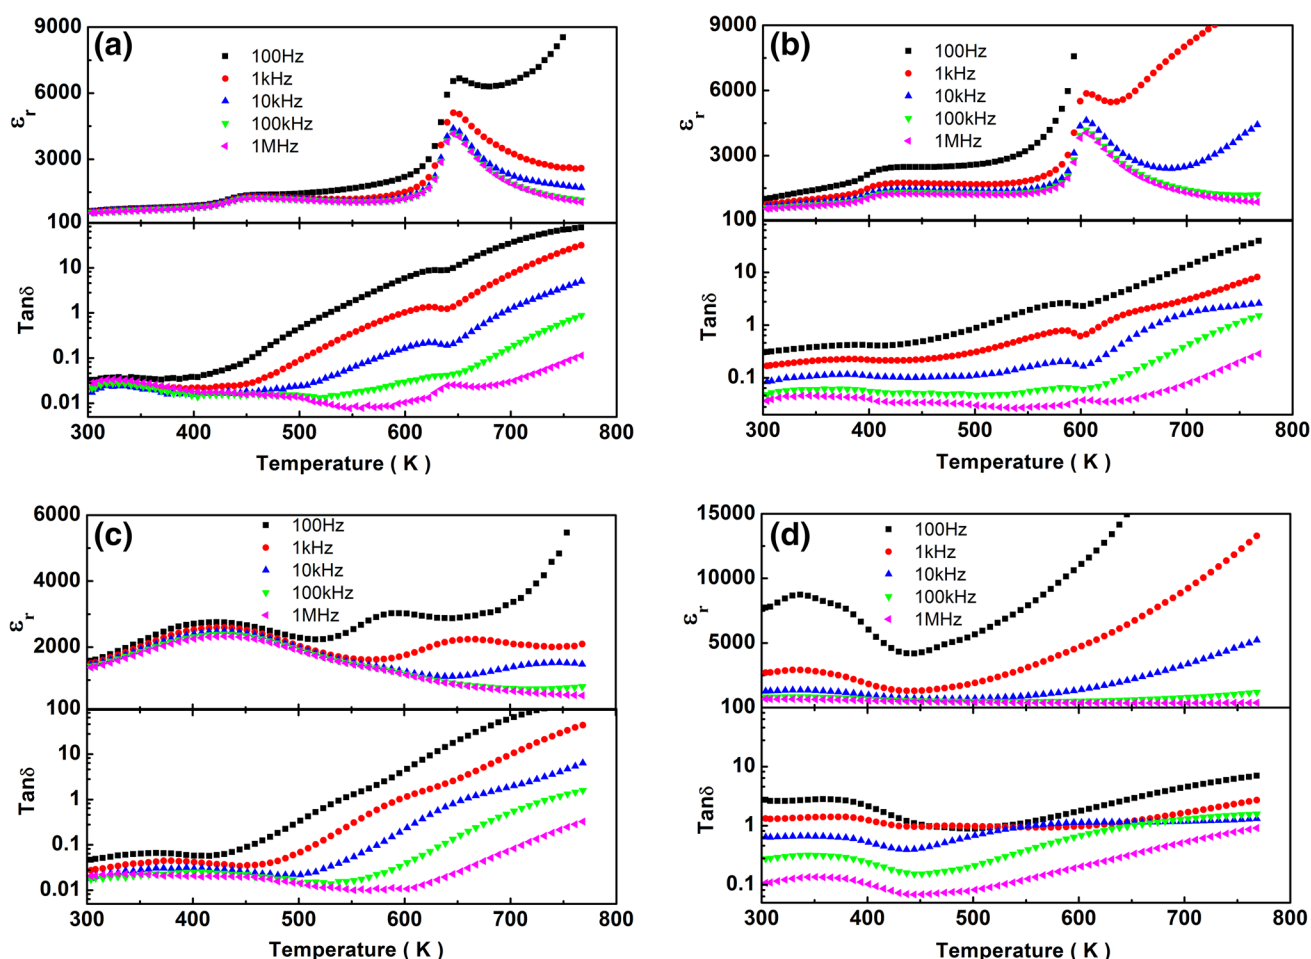 (a)
9000
6000
3000
100
εr
100Hz
1kHz
10kHz
100kHz
1MHz
10
1
0.1
0.01
Tanδ
300 400 500 600 700 800
Temperature ( K )
(b)
9000
6000
3000
100
εr
100Hz
1kHz
10kHz
100kHz
1MHz
10
1
0.1
Tanδ
300 400 500 600 700 800
Temperature ( K )
(c)
6000
4000
2000
100
εr
100Hz
1kHz
10kHz
100kHz
1MHz
10
1
0.1
0.01
Tanδ
300 400 500 600 700 800
Temperature ( K )
(d)
15000
10000
5000
100
εr
100Hz
1kHz
10kHz
100kHz
1MHz
10
1
0.1
Tanδ
300 400 500 600 700 800
Temperature ( K )